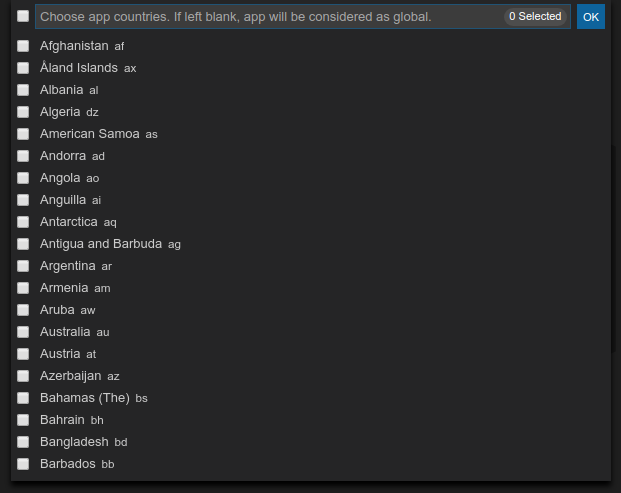 Choose app countries. If left blank, app will be considered as global. 0 Selected OK
Afghanistan af
Åland Islands ax
Albania al
Algeria dz
American Samoa as
Andorra ad
Angola ao
Anguilla ai
Antarctica aq
Antigua and Barbuda ag
Argentina ar
Armenia am
Aruba aw
Australia au
Austria at
Azerbaijan az
Bahamas (The) bs
Bahrain bh
Bangladesh bd
Barbados bb